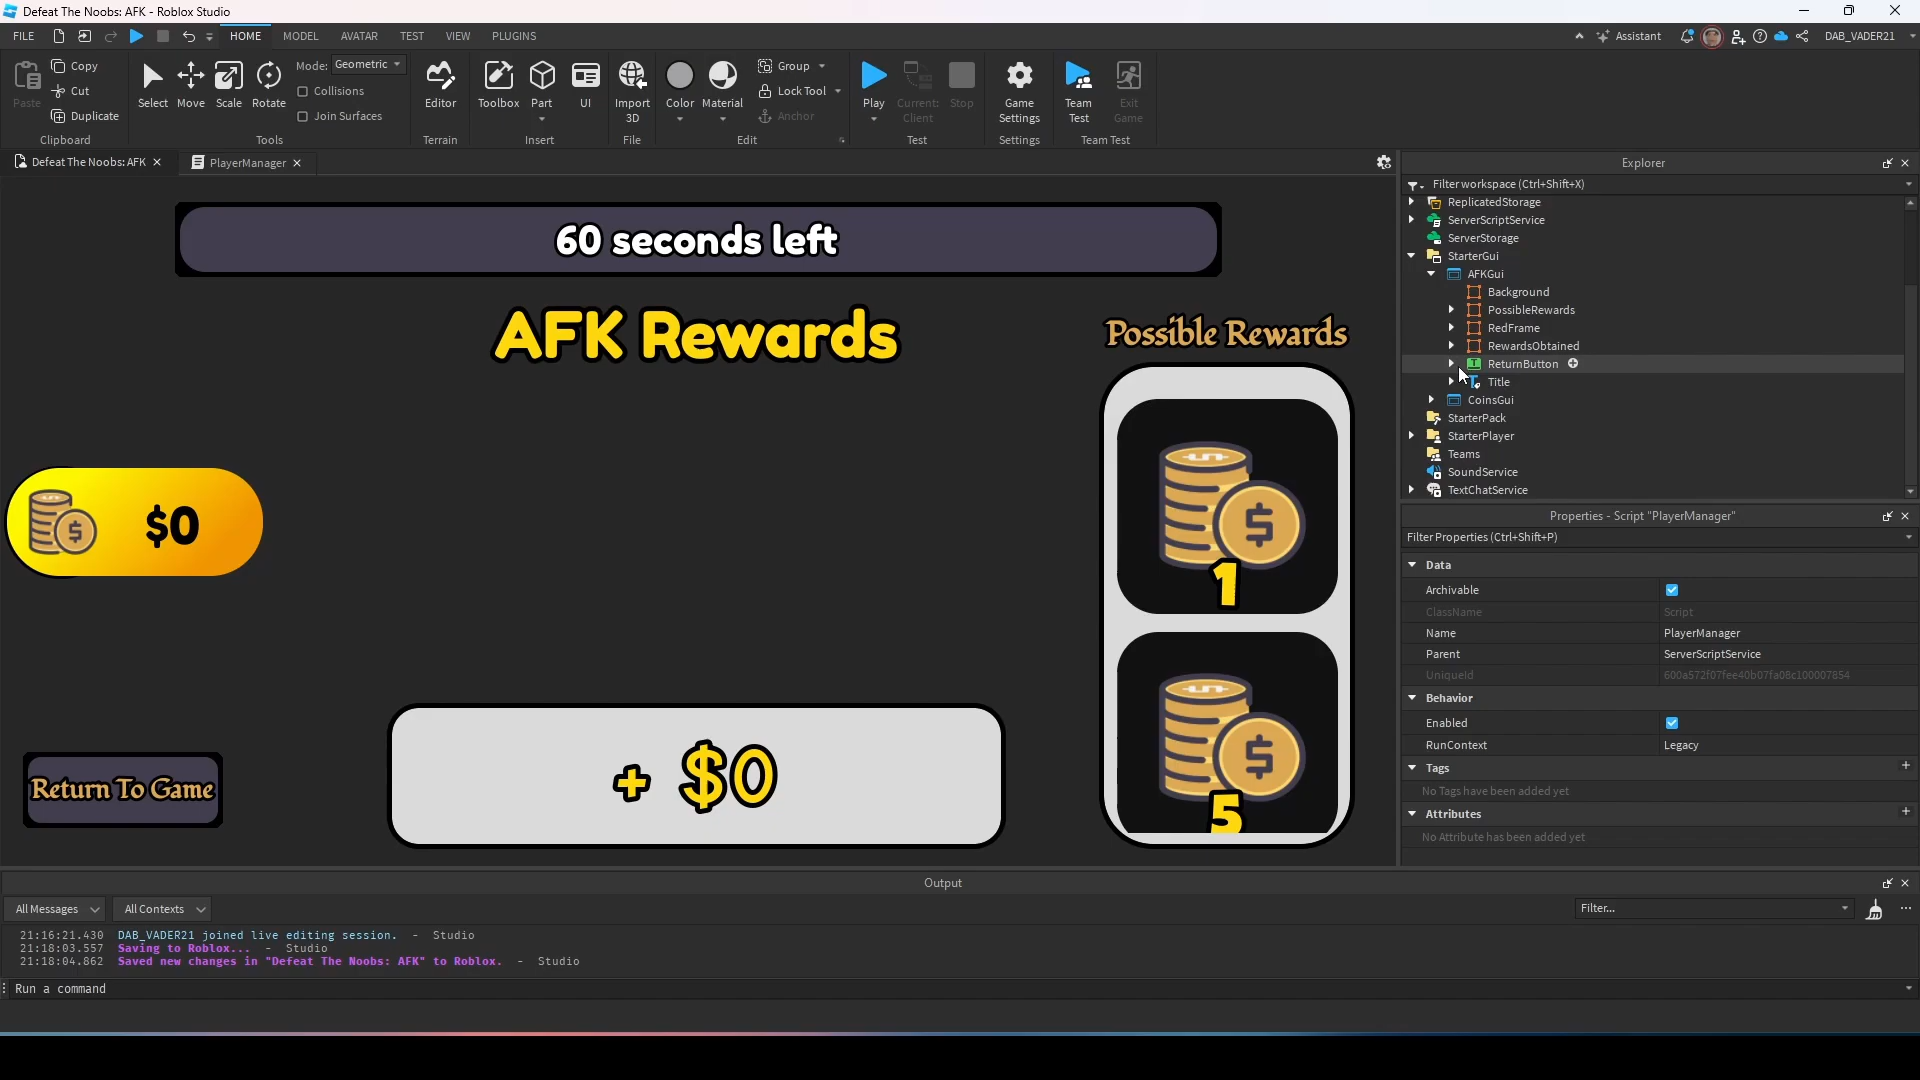 Defeat The Noobs: AFK - Roblox Studio
FILE HOME MODEL AVATAR TEST VIEW PLUGINS Assistant DAB_VADER21
Paste
Copy
Cut
Duplicate
Clipboard
Select Move Scale Rotate
Mode: Geometric
Collisions
Join Surfaces
Tools
Editor
Terrain
Toolbox Part UI
Insert
Import 3D
File
Color Material
Group
Lock Tool
Anchor
Edit
Play Current: Client Stop
Test
Game Settings
Settings
Team Test Exit Game
Team Test
Defeat The Noobs: AFK
PlayerManager
60 seconds left
AFK Rewards
Possible Rewards
$0
1
5
+ $0
Return To Game
Explorer
Filter workspace (Ctrl+Shift+X)
ReplicatedStorage
ServerScriptService
ServerStorage
StarterGui
AFKGui
Background
PossibleRewards
RedFrame
RewardsObtained
ReturnButton
Title
CoinsGui
StarterPack
StarterPlayer
Teams
SoundService
TextChatService
Properties - Script "PlayerManager"
Filter Properties (Ctrl+Shift+P)
Data
Archivable
ClassName Script
Name PlayerManager
Parent ServerScriptService
UniqueId 600a572f07fee40b07fa08c100007854
Behavior
Enabled
RunContext Legacy
Tags
No Tags have been added yet
Attributes
No Attribute has been added yet
Output
All Messages All Contexts Filter...
21:16:21.430 DAB_VADER21 joined live editing session. - Studio
21:18:03.557 Saving to Roblox... - Studio
21:18:04.862 Saved new changes in "Defeat The Noobs: AFK" to Roblox. - Studio
Run a command